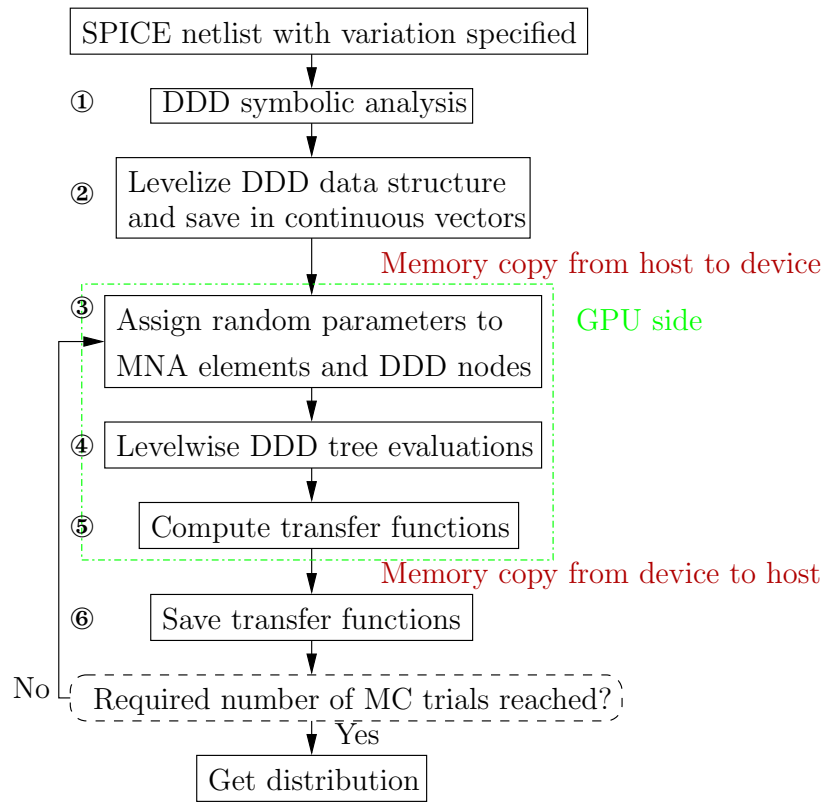 SPICE netlist with variation specified
① DDD symbolic analysis
② Levelize DDD data structure
and save in continuous vectors
Memory copy from host to device
③ Assign random parameters to
MNA elements and DDD nodes
GPU side
④ Levelwise DDD tree evaluations
⑤ Compute transfer functions
Memory copy from device to host
⑥ Save transfer functions
No
Required number of MC trials reached?
Yes
Get distribution